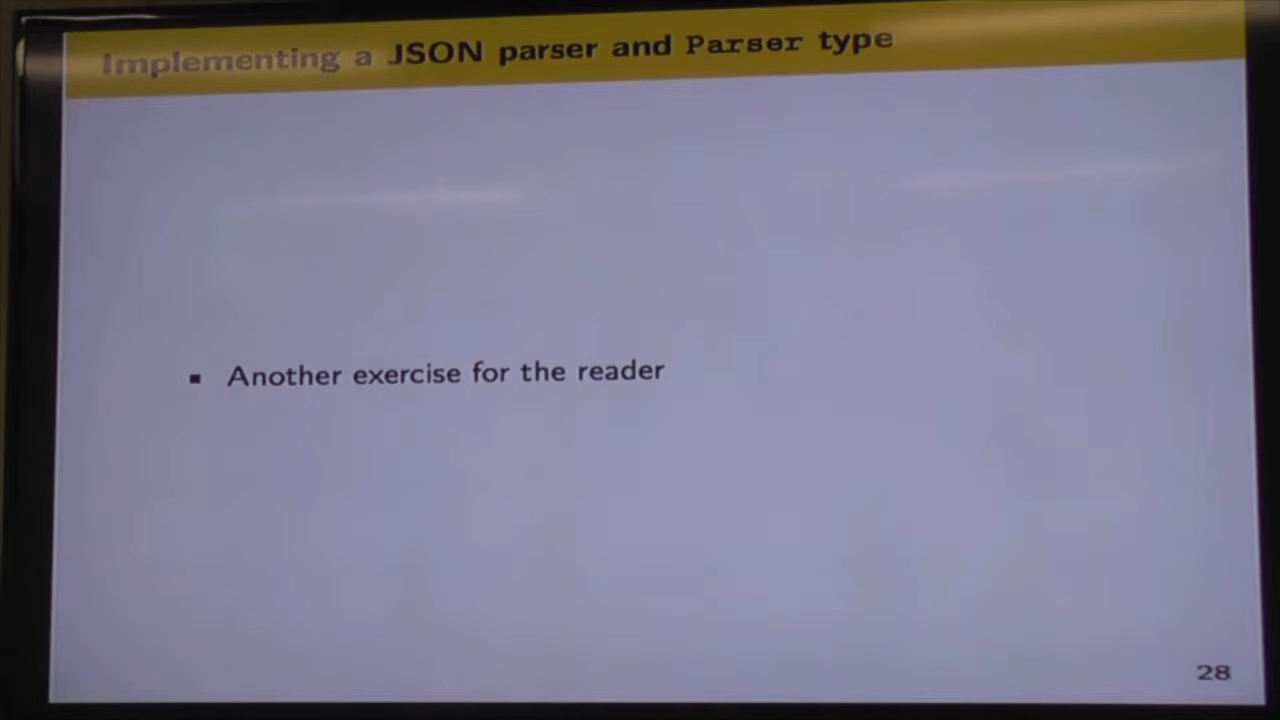 Implementing a JSON parser and Parser type
▪ Another exercise for the reader
28